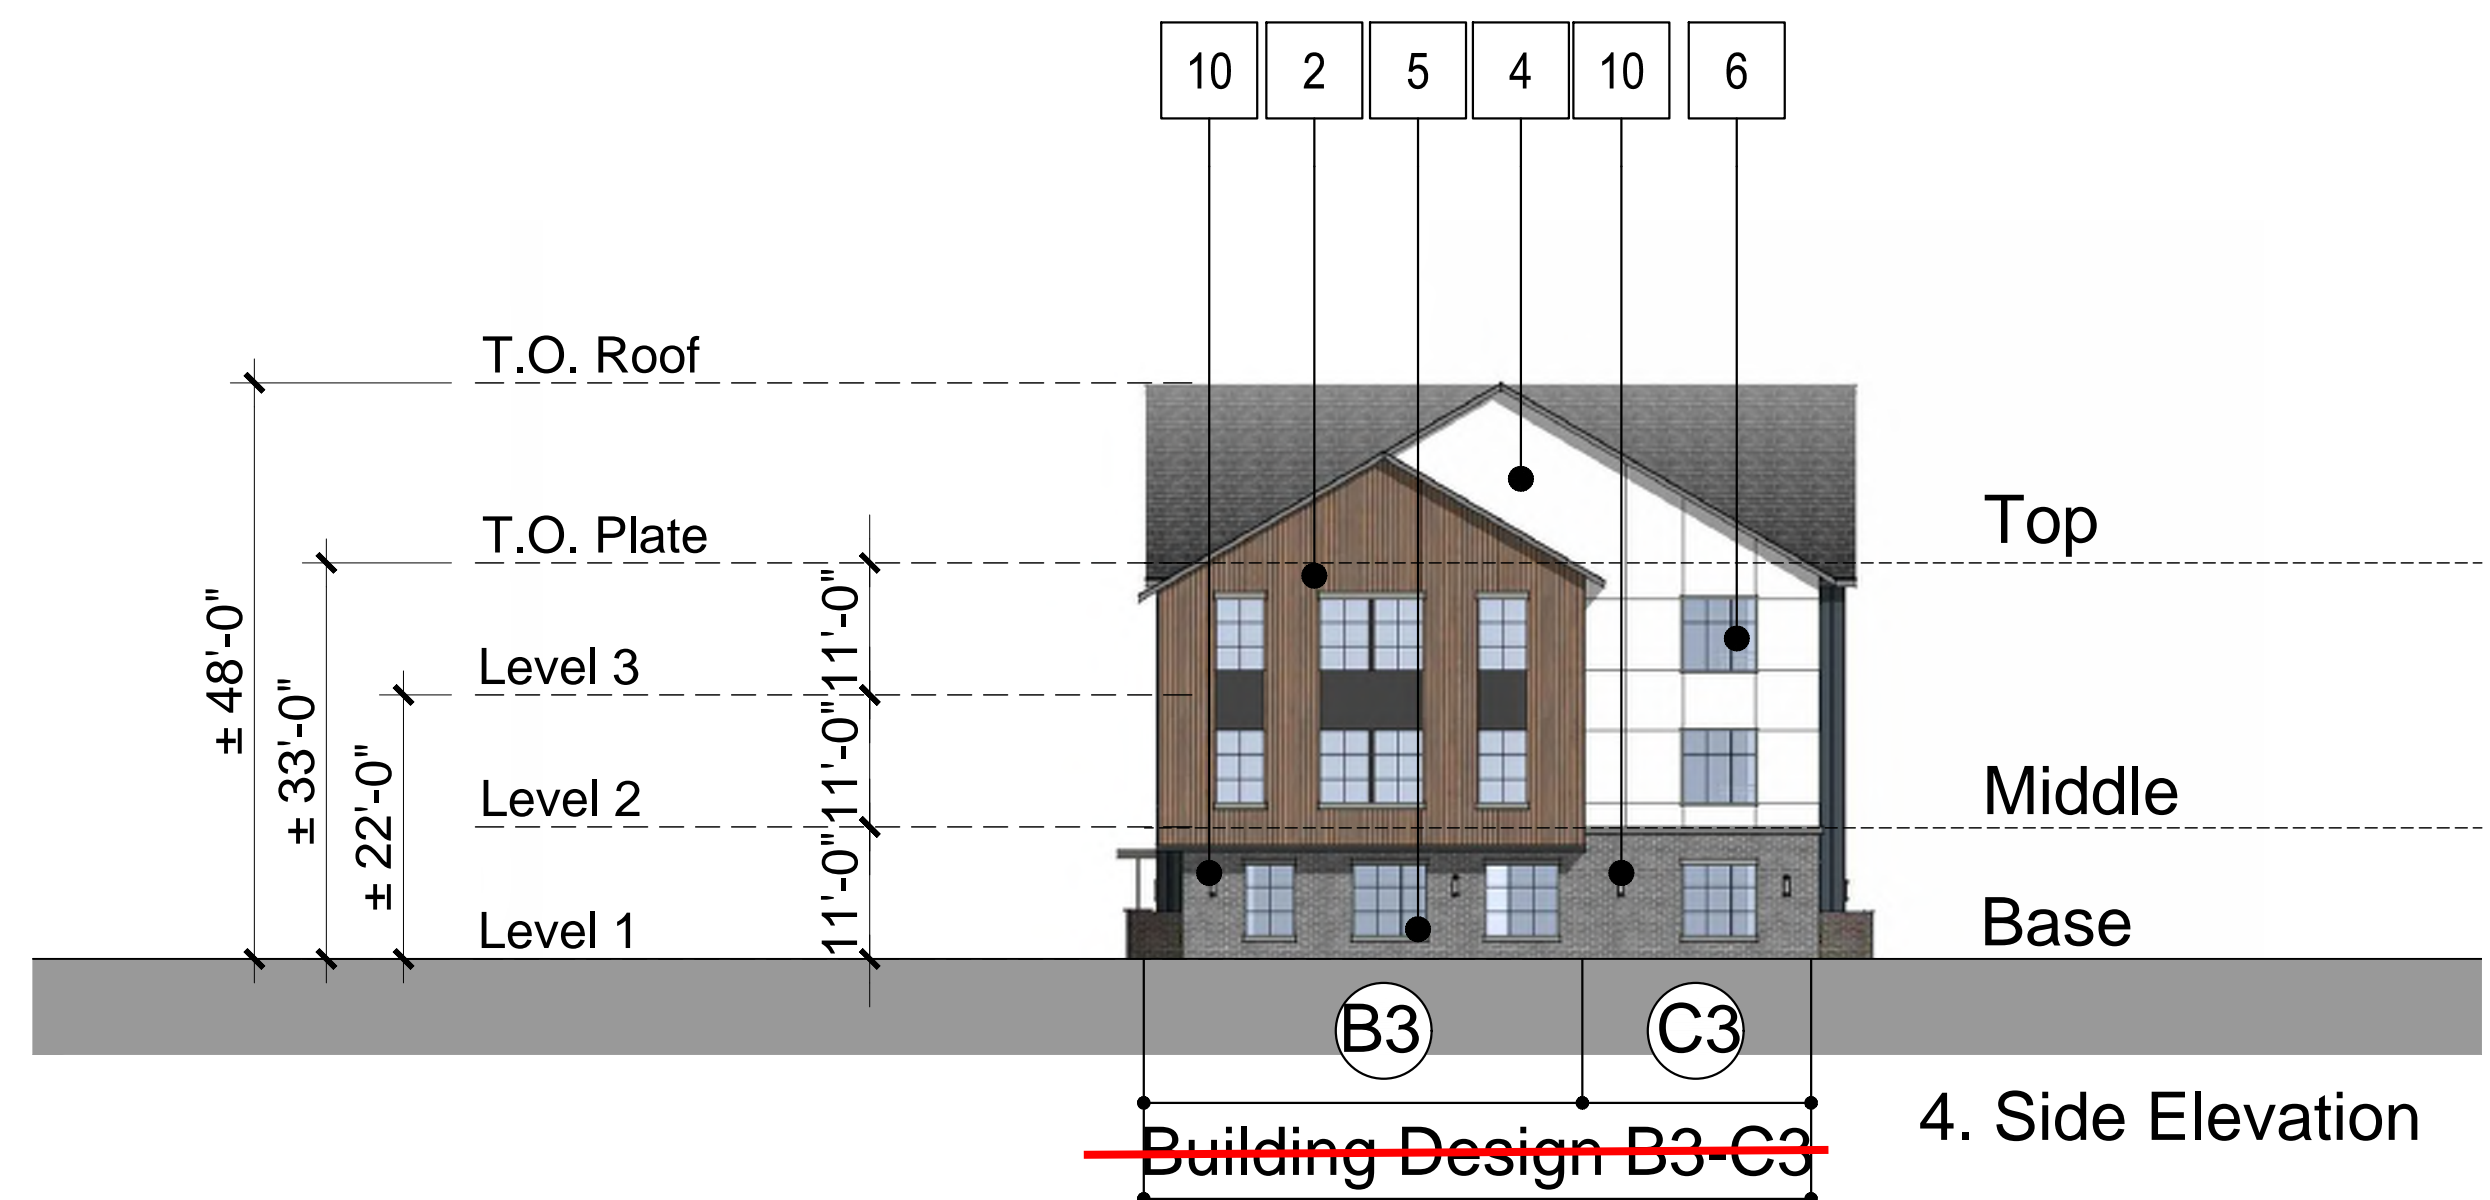 10 2 5 4 10 6
T.O. Roof
T.O. Plate
Top
± 48'-0"
± 33'-0"
± 22'-0"
11'-0"
11'-0"
11'-0"
Level 3
Level 2
Middle
Level 1
Base
B3 C3
Building Design B3-C3
4. Side Elevation